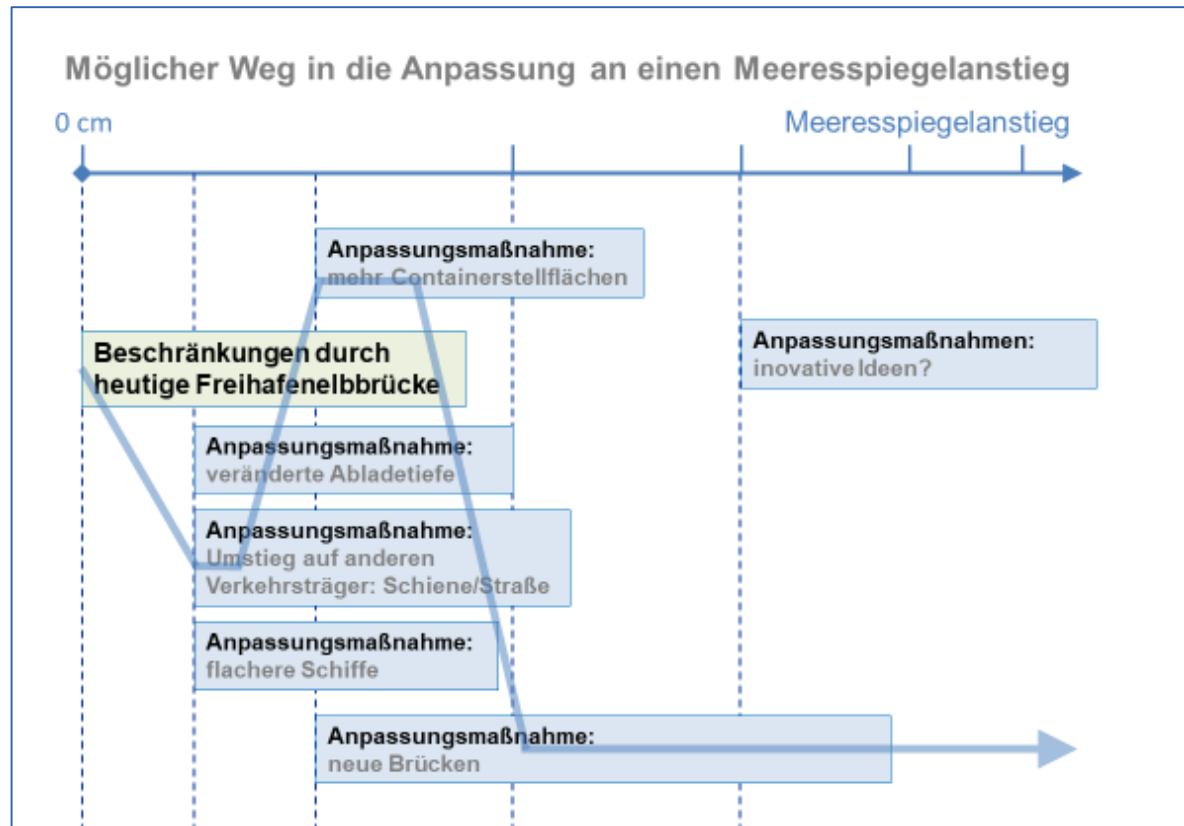 Möglicher Weg in die Anpassung an einen Meeresspiegelanstieg
0 cm
Meeresspiegelanstieg
Anpassungsmaßnahme:
mehr Containerstellflächen
Anpassungsmaßnahmen:
inovative Ideen?
Beschränkungen durch
heutige Freihafenelbbrücke
Anpassungsmaßnahme:
veränderte Abladetiefe
Anpassungsmaßnahme:
Umstieg auf anderen
Verkehrsträger: Schiene/Straße
Anpassungsmaßnahme:
flachere Schiffe
Anpassungsmaßnahme:
neue Brücken